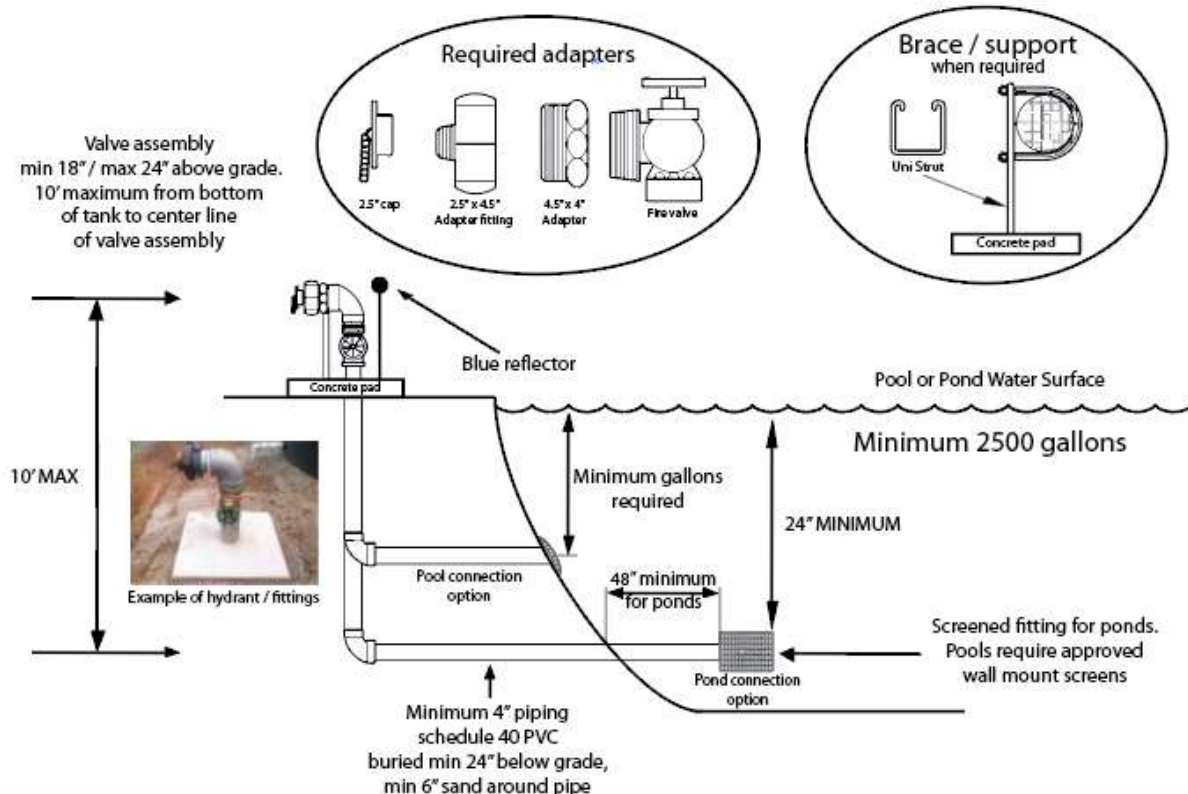 Required adapters
2.5" cap
2.5" x 4.5"
Adapter fitting
4.5" x 4"
Adapter
Fire valve
Brace / support
when required
Uni Strut
Concrete pad
Valve assembly
min 18" / max 24" above grade.
10' maximum from bottom
of tank to center line
of valve assembly
Blue reflector
Concrete pad
Pool or Pond Water Surface
Minimum 2500 gallons
10' MAX
Minimum gallons
required
24" MINIMUM
Example of hydrant / fittings
Pool connection
option
48" minimum
for ponds
Screened fitting for ponds.
Pools require approved
wall mount screens
Pond connection
option
Minimum 4" piping
schedule 40 PVC
buried min 24" below grade,
min 6" sand around pipe